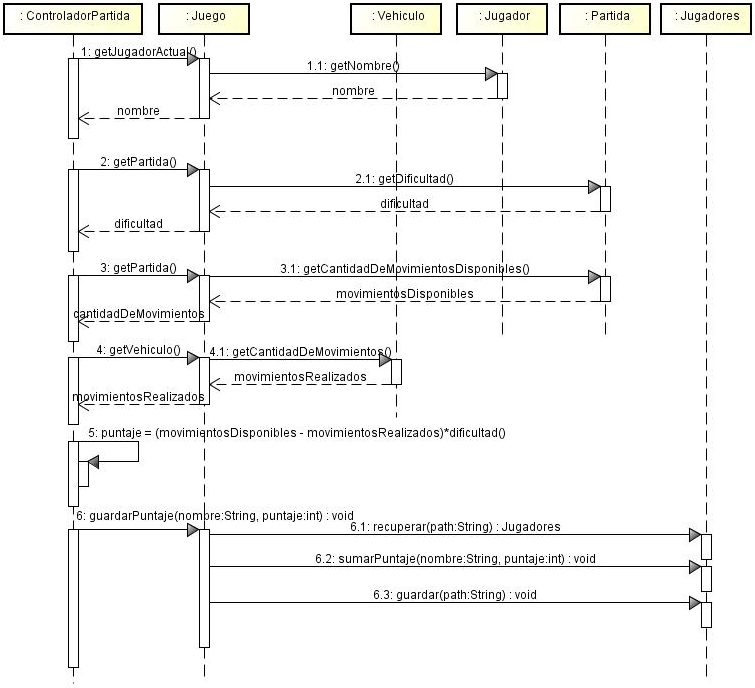 : ControladorPartida
: Juego
: Vehiculo
: Jugador
: Partida
: Jugadores
1: getJugadorActual()
1.1: getNombre()
nombre
nombre
2: getPartida()
2.1: getDificultad()
dificultad
dificultad
3: getPartida()
3.1: getCantidadDeMovimientosDisponibles()
movimientosDisponibles
cantidadDeMovimientos
4: getVehiculo()
4.1: getCantidadDeMovimientos()
movimientosRealizados
movimientosRealizados
5: puntaje = (movimientosDisponibles - movimientosRealizados)*dificultad()
6: guardarPuntaje(nombre:String, puntaje:int) : void
6.1: recuperar(path:String) : Jugadores
6.2: sumarPuntaje(nombre:String, puntaje:int) : void
6.3: guardar(path:String) : void